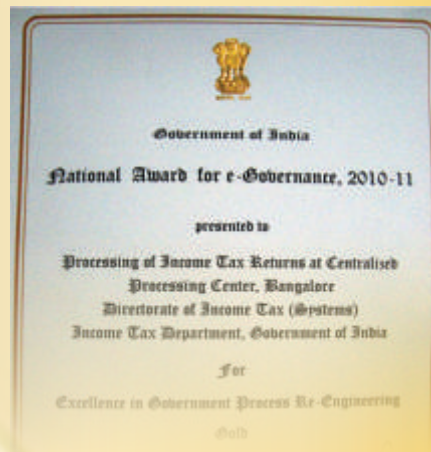 Government of India
National Award for e-Governance, 2010-11
presented to
Processing of Income Tax Returns at Centralised
Processing Center, Bangalore
Directorate of Income Tax (Systems)
Income Tax Department, Government of India
For
Excellence in Government Process Re-Engineering
Gold